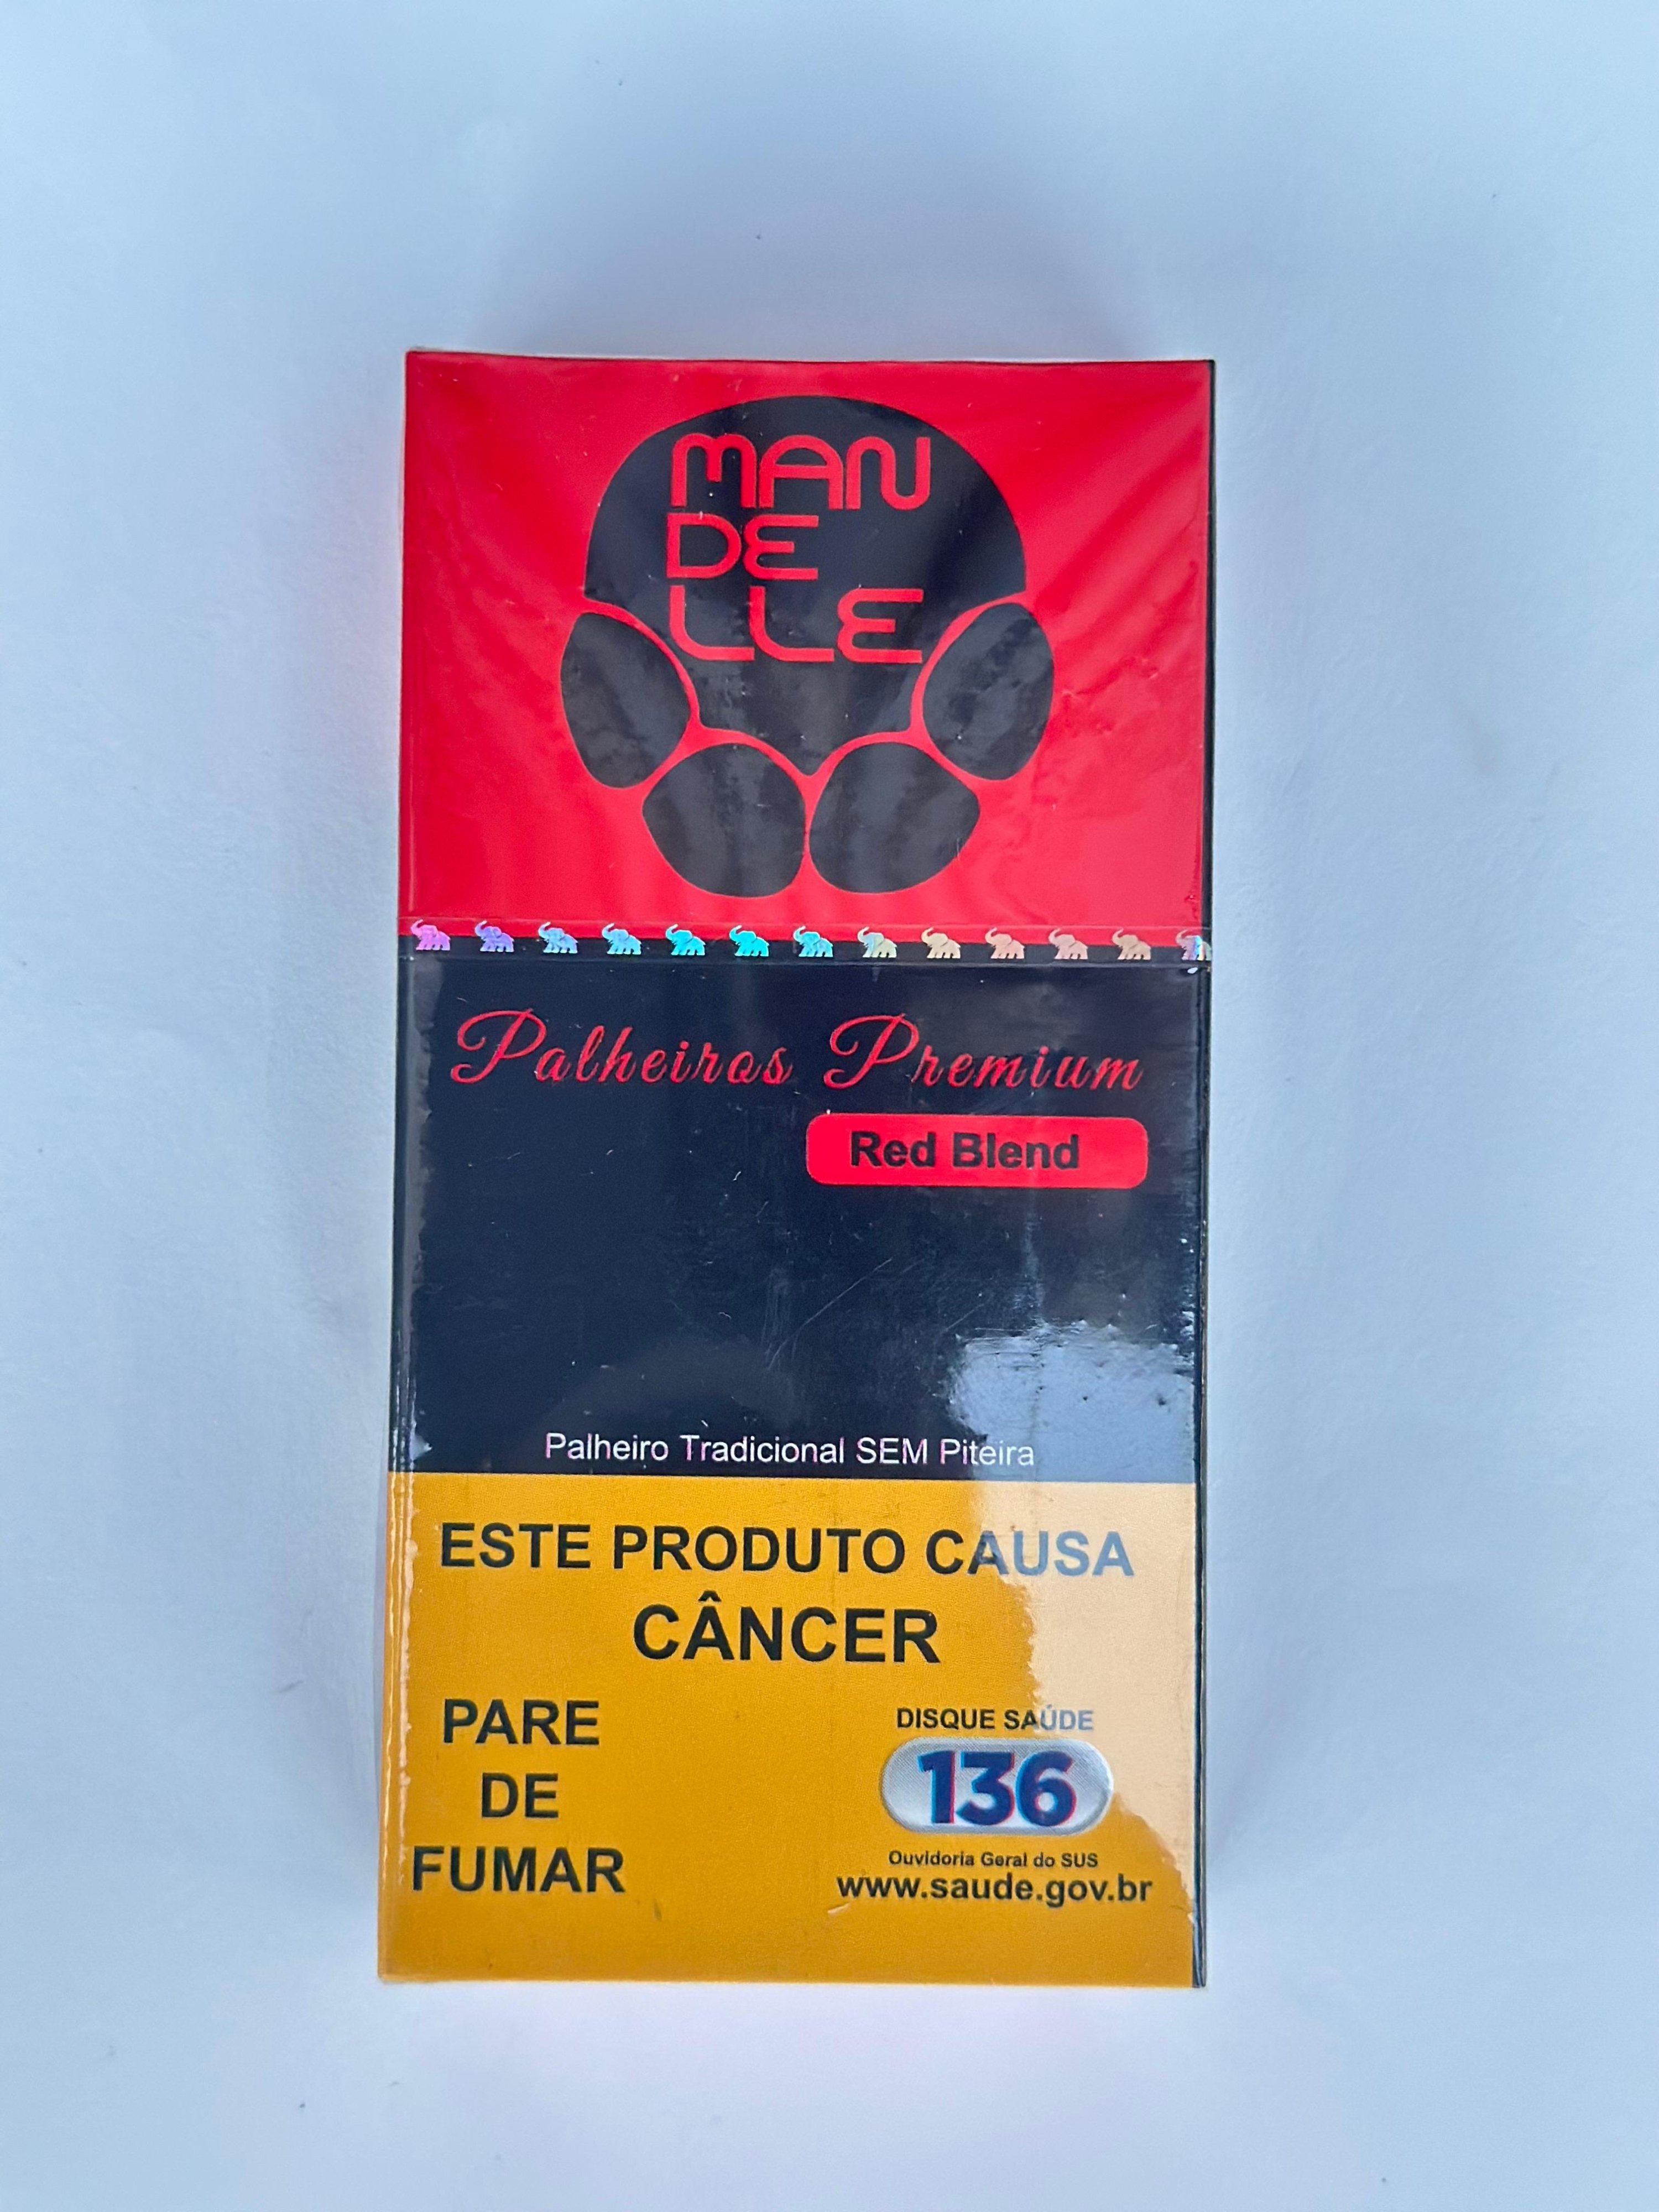 MAN
DE
LLE
Palheiros Premium
Red Blend
Palheiro Tradicional SEM Piteira
ESTE PRODUTO CAUSA
CÂNCER
PARE
DE
FUMAR
DISQUE SAÚDE
136
Ouvidoria Geral do SUS
www.saude.gov.br